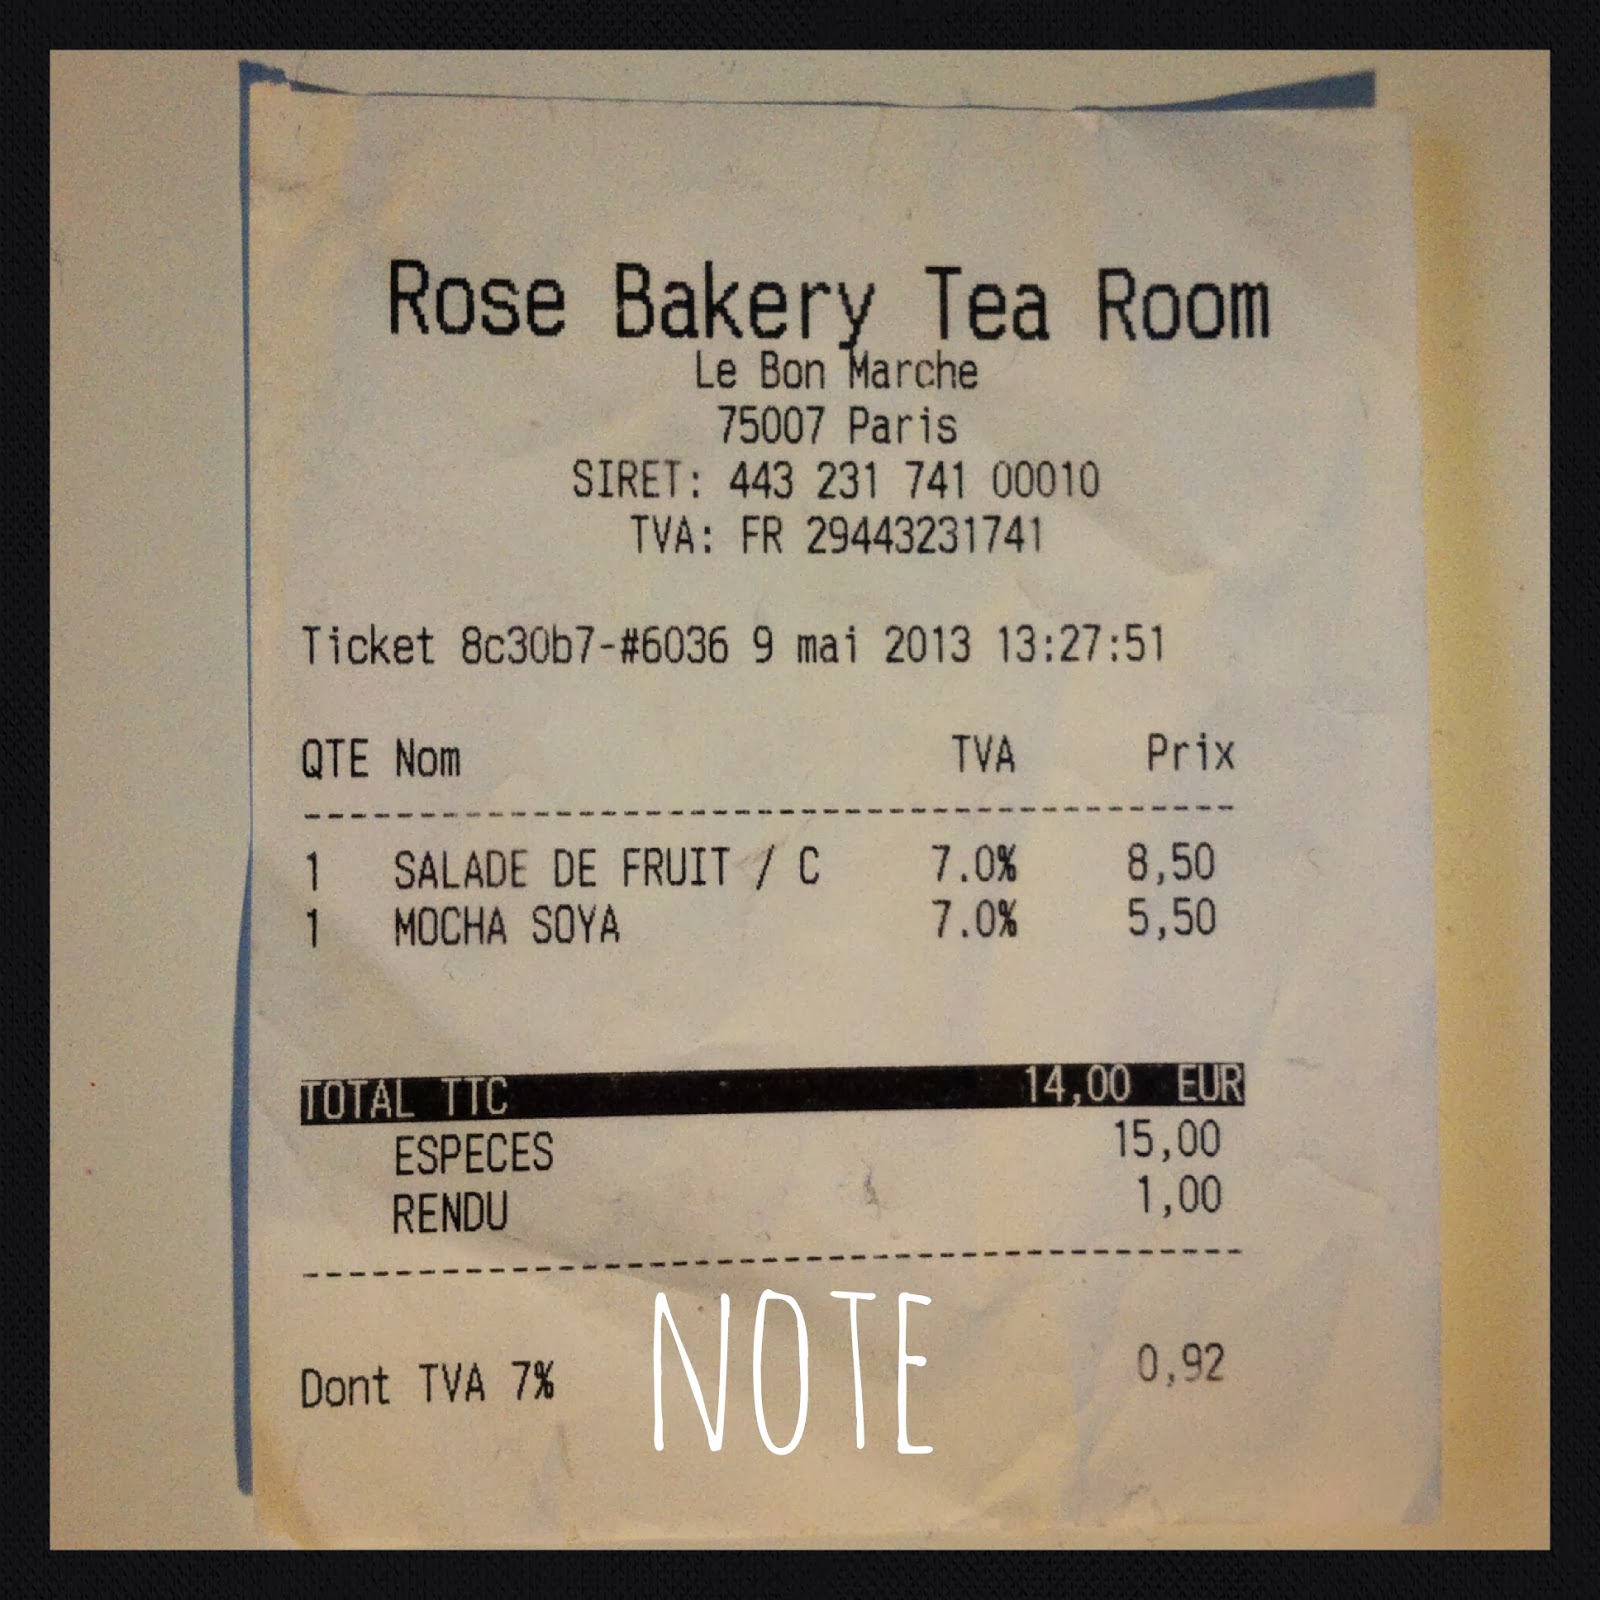 Rose Bakery Tea Room
Le Bon Marche
75007 Paris
SIRET: 443 231 741 00010
TVA: FR 29443231741
Ticket 8c30b7-#6036 9 mai 2013 13:27:51
QTE Nom TVA Prix
1 SALADE DE FRUIT / C 7.0% 8,50
1 MOCHA SOYA 7.0% 5,50
TOTAL TTC 14,00 EUR
ESPECES 15,00
RENDU 1,00
Dont TVA 7% 0,92
NOTE